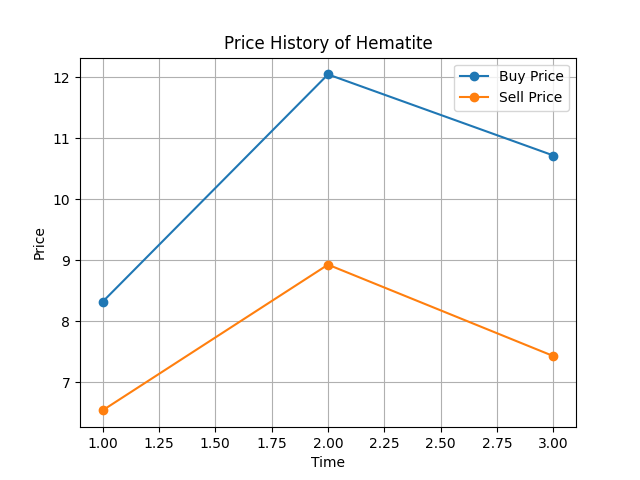 Price History of Hematite
Buy Price
Sell Price
12
11
10
9
8
7
Price
1.00 1.25 1.50 1.75 2.00 2.25 2.50 2.75 3.00
Time